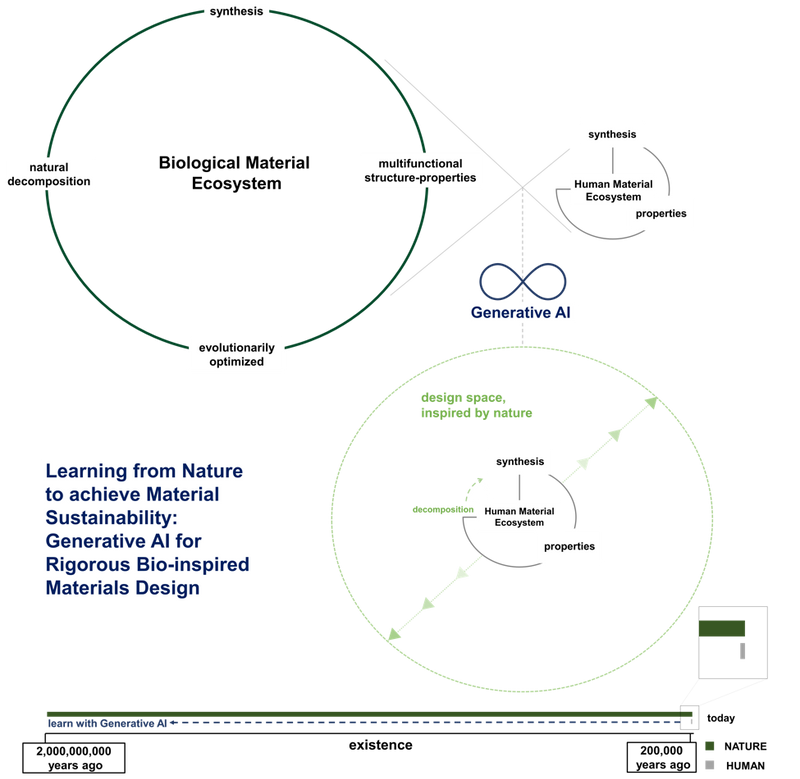 synthesis
Biological Material
Ecosystem
natural
decomposition
multifunctional
structure-properties
evolutionarily
optimized
synthesis
Human Material
Ecosystem
properties
Generative AI
design space,
inspired by nature
synthesis
decomposition
Human Material
Ecosystem
properties
Learning from Nature
to achieve Material
Sustainability:
Generative AI for
Rigorous Bio-inspired
Materials Design
learn with Generative AI
today
existence
2,000,000,000
years ago
200,000
years ago
NATURE
HUMAN